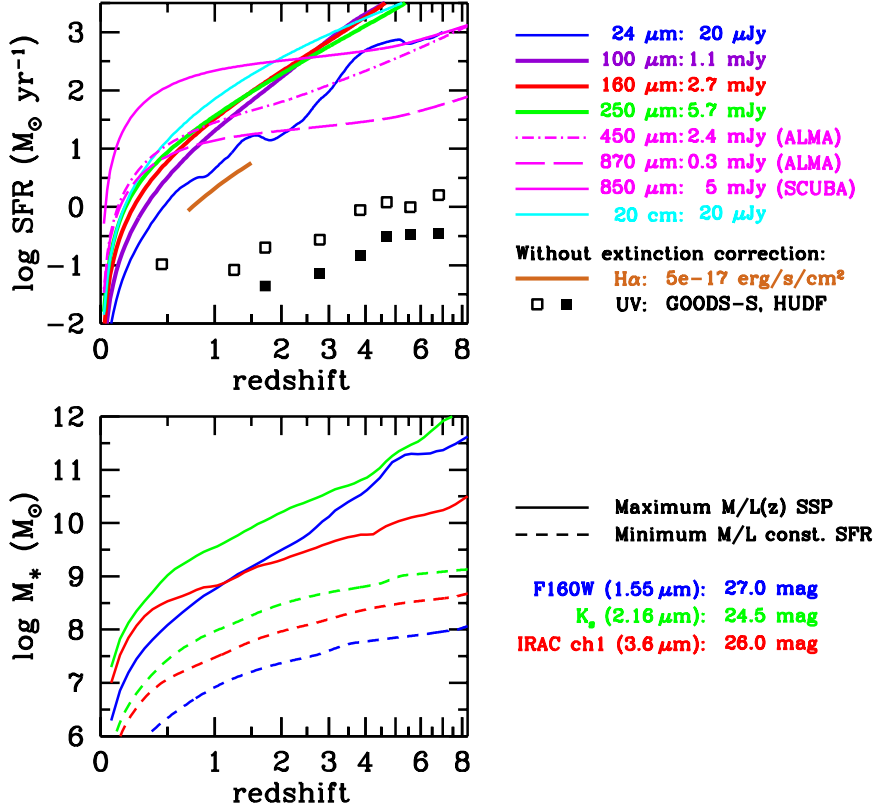 log SFR (M⊙ yr⁻¹)
3
2
1
0
−1
−2
0 1 2 3 4 5 6 7 8
redshift
24 μm: 20 μJy
100 μm: 1.1 mJy
160 μm: 2.7 mJy
250 μm: 5.7 mJy
450 μm: 2.4 mJy (ALMA)
870 μm: 0.3 mJy (ALMA)
850 μm: 5 mJy (SCUBA)
20 cm: 20 μJy
Without extinction correction:
Hα: 5e−17 erg/s/cm²
UV: GOODS−S, HUDF
log M* (M⊙)
12
11
10
9
8
7
6
0 1 2 3 4 6 8
redshift
Maximum M/L(z) SSP
Minimum M/L const. SFR
F160W (1.55 μm): 27.0 mag
Ks (2.16 μm): 24.5 mag
IRAC ch1 (3.6 μm): 26.0 mag